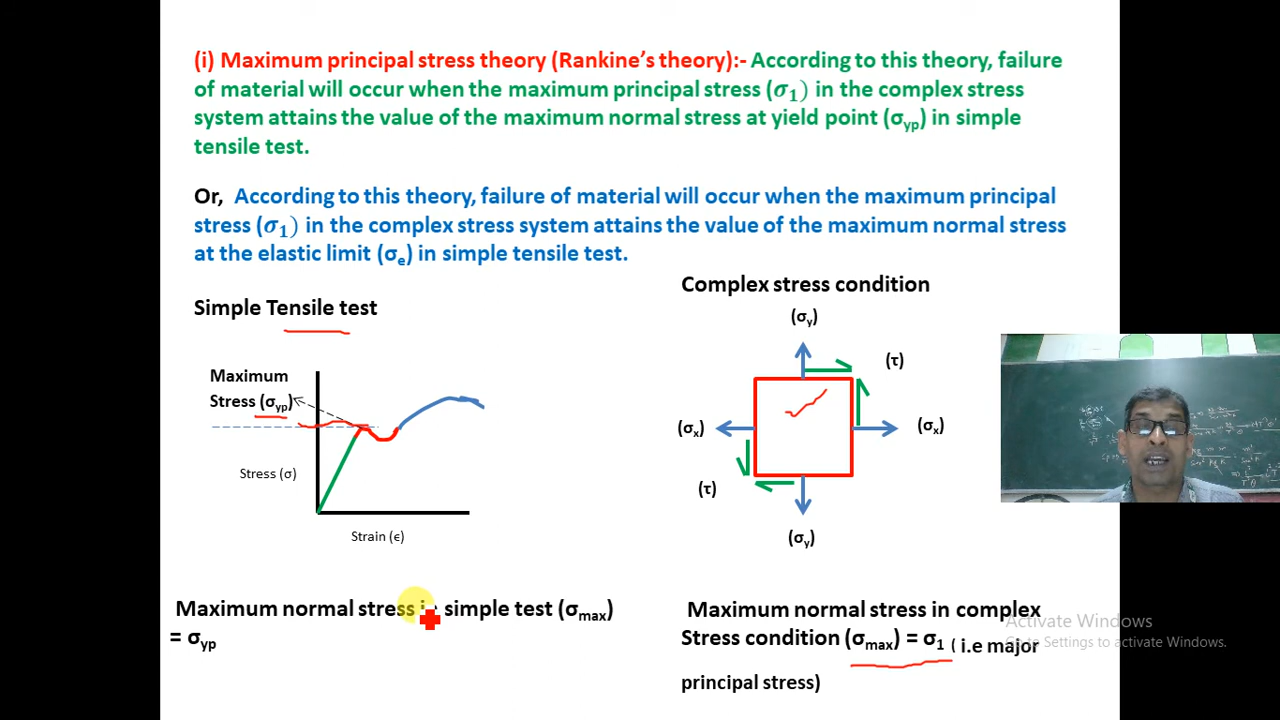 (i) Maximum principal stress theory (Rankine’s theory):- According to this theory, failure
of material will occur when the maximum principal stress (σ₁) in the complex stress
system attains the value of the maximum normal stress at yield point (σyp) in simple
tensile test.
Or, According to this theory, failure of material will occur when the maximum principal
stress (σ₁) in the complex stress system attains the value of the maximum normal stress
at the elastic limit (σe) in simple tensile test.
Simple Tensile test
Maximum
Stress (σyp)
Stress (σ)
Strain (ϵ)
Maximum normal stress simple test (σmax)
= σyp
Complex stress condition
(σy)
(τ)
(σx)
(σx)
(τ)
(σy)
Maximum normal stress in complex
Stress condition (σmax) = σ₁ ( i.e major
principal stress)
Activate Windows
Go to Settings to activate Windows.